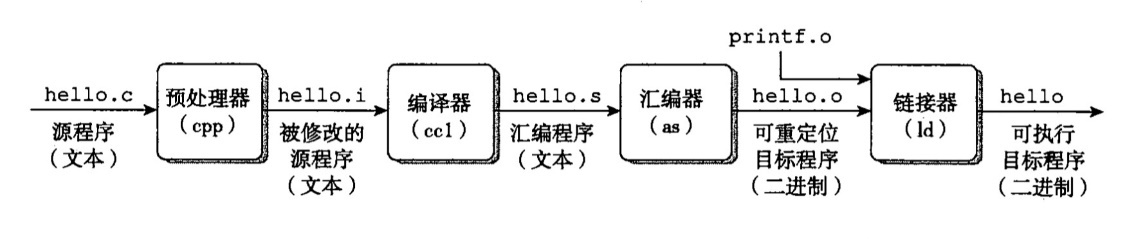 printf.o
hello.c
预处理器
(cpp)
hello.i
编译器
(cc1)
hello.s
汇编器
(as)
hello.o
链接器
(ld)
hello
源程序
(文本)
被修改的
源程序
(文本)
汇编程序
(文本)
可重定位
目标程序
(二进制)
可执行
目标程序
(二进制)